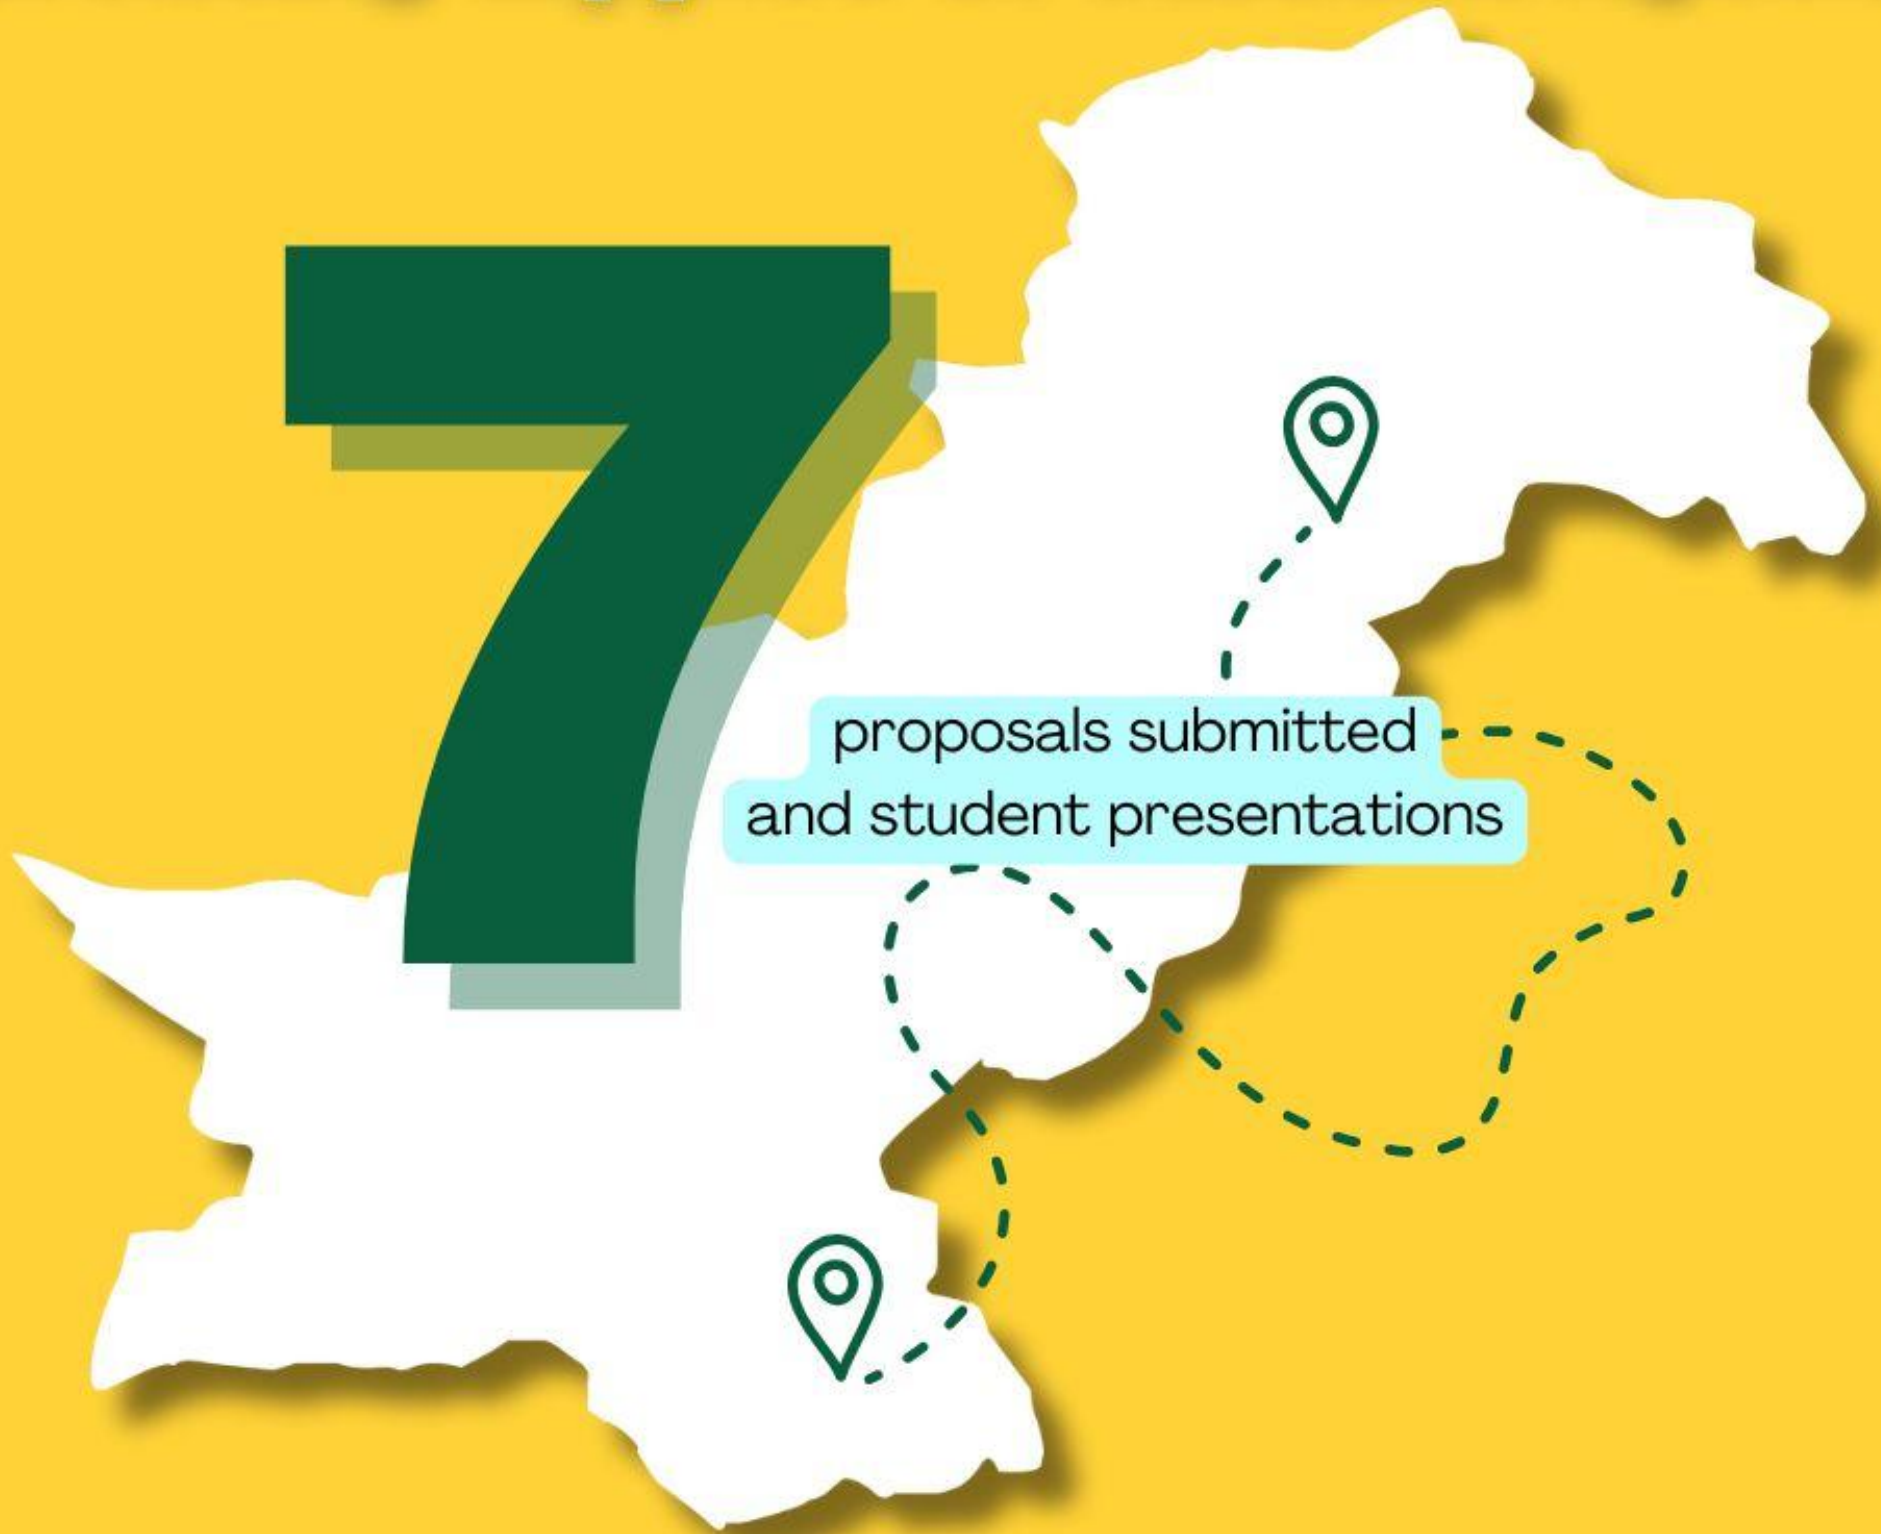 7
proposals submitted
and student presentations